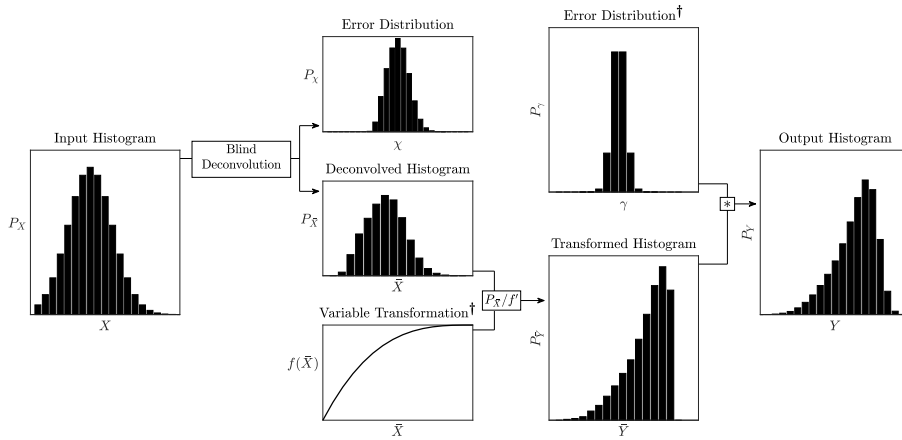 Input Histogram
P_X
X
Blind
Deconvolution
Error Distribution
P_χ
χ
Deconvolved Histogram
P_X̄
X̄
Variable Transformation†
f(X̄)
X̄
P_X̄/f′
Error Distribution†
P_γ
γ
Transformed Histogram
P_Ȳ
Ȳ
*
Output Histogram
P_Y
Y